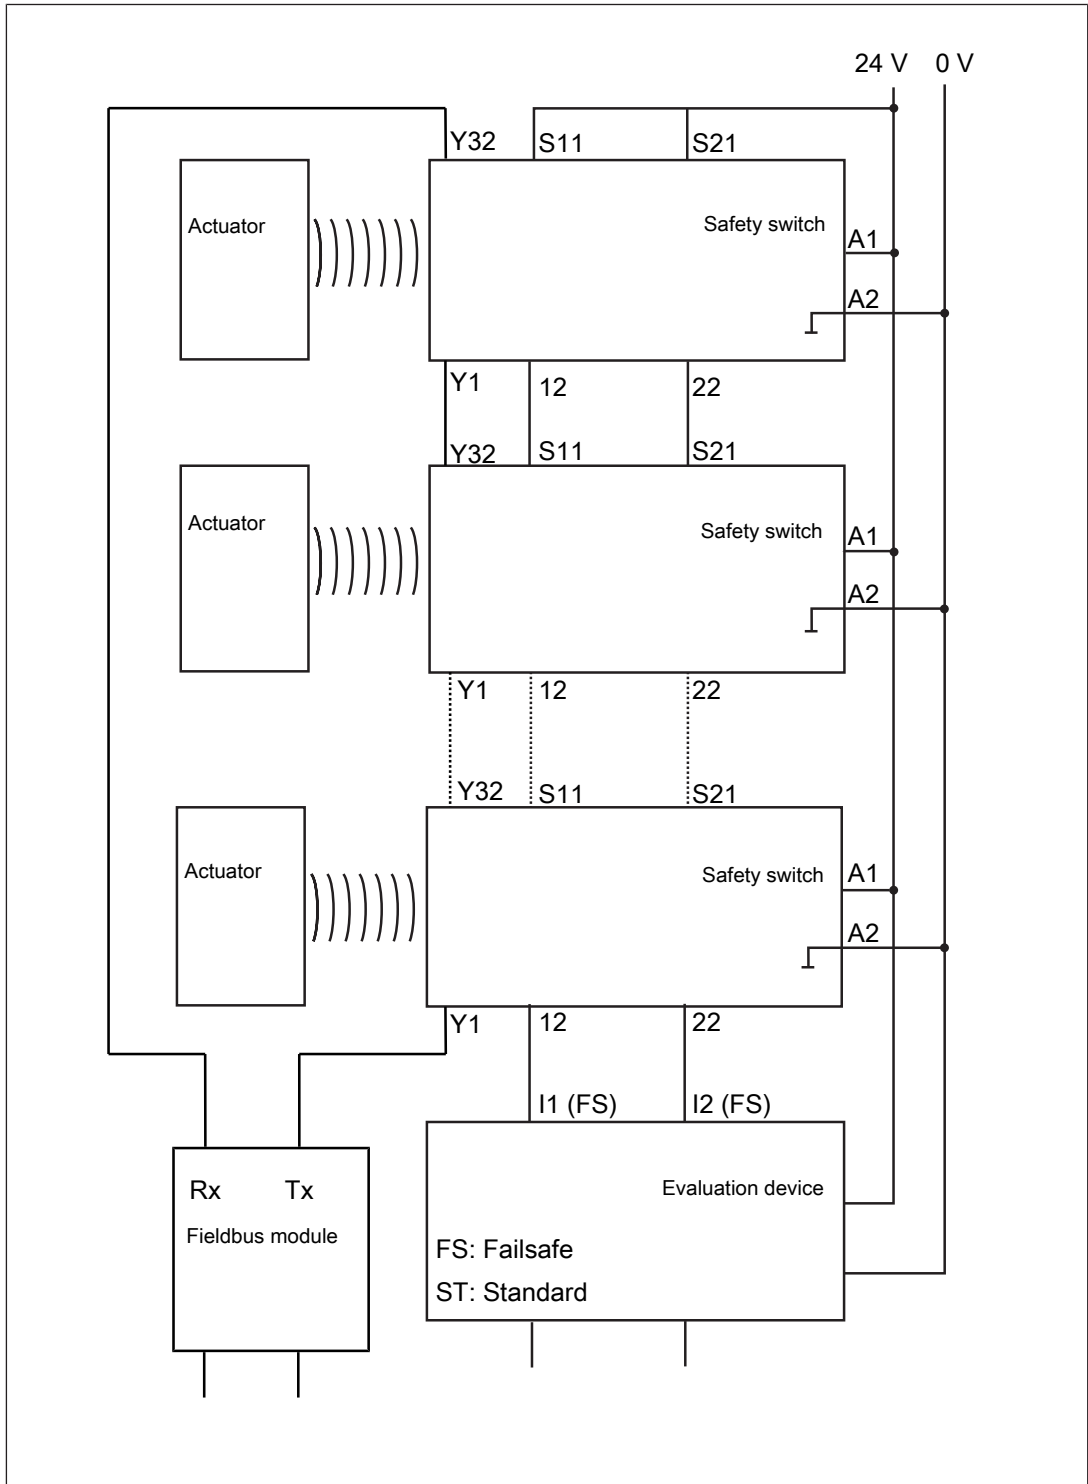 24 V 0 V
Y32 S11 S21
Actuator
Safety switch
A1
A2
Y1 12 22
Y32 S11 S21
Actuator
Safety switch
A1
A2
Y1 12 22
Y32 S11 S21
Actuator
Safety switch
A1
A2
Y1 12 22
I1 (FS) I2 (FS)
Rx Tx
Fieldbus module
Evaluation device
FS: Failsafe
ST: Standard